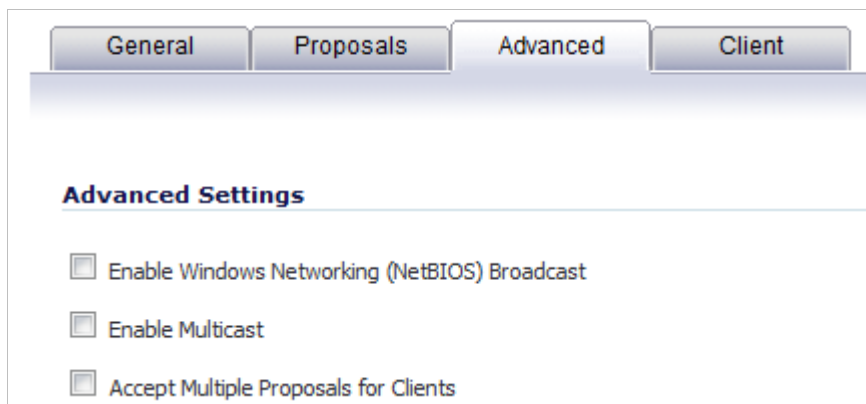 General Proposals Advanced Client
Advanced Settings
Enable Windows Networking (NetBIOS) Broadcast
Enable Multicast
Accept Multiple Proposals for Clients